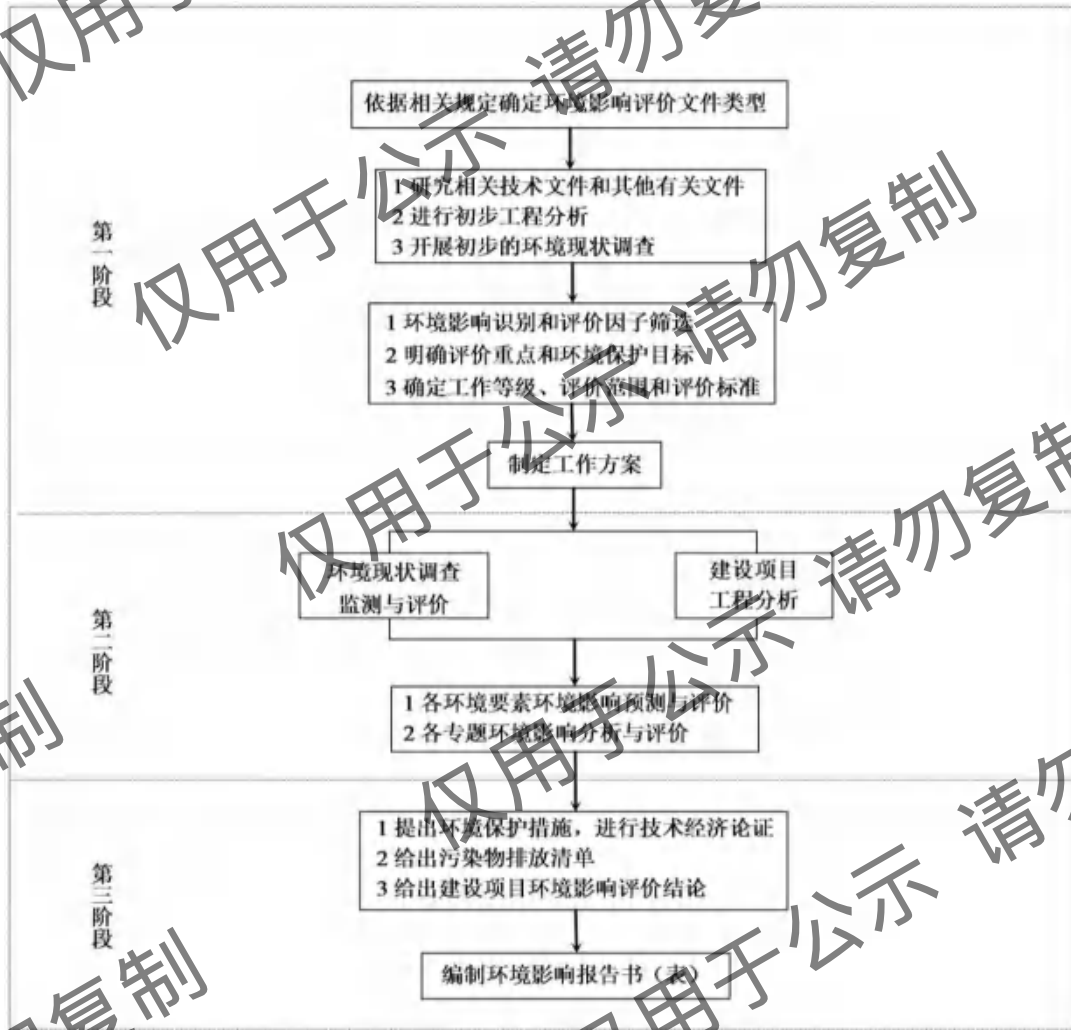 依据相关规定确定环境影响评价文件类型
1 研究相关技术文件和其他有关文件
2 进行初步工程分析
3 开展初步的环境现状调查
第一阶段
1 环境影响识别和评价因子筛选
2 明确评价重点和环境保护目标
3 确定工作等级、评价范围和评价标准
制定工作方案
环境现状调查
监测与评价
建设项目
工程分析
第二阶段
1 各环境要素环境影响预测与评价
2 各专题环境影响分析与评价
1 提出环境保护措施，进行技术经济论证
2 给出污染物排放清单
3 给出建设项目环境影响评价结论
第三阶段
编制环境影响报告书（表）
仅用于公示 请勿复制
仅用于公示 请勿复制
仅用于公示 请勿复制